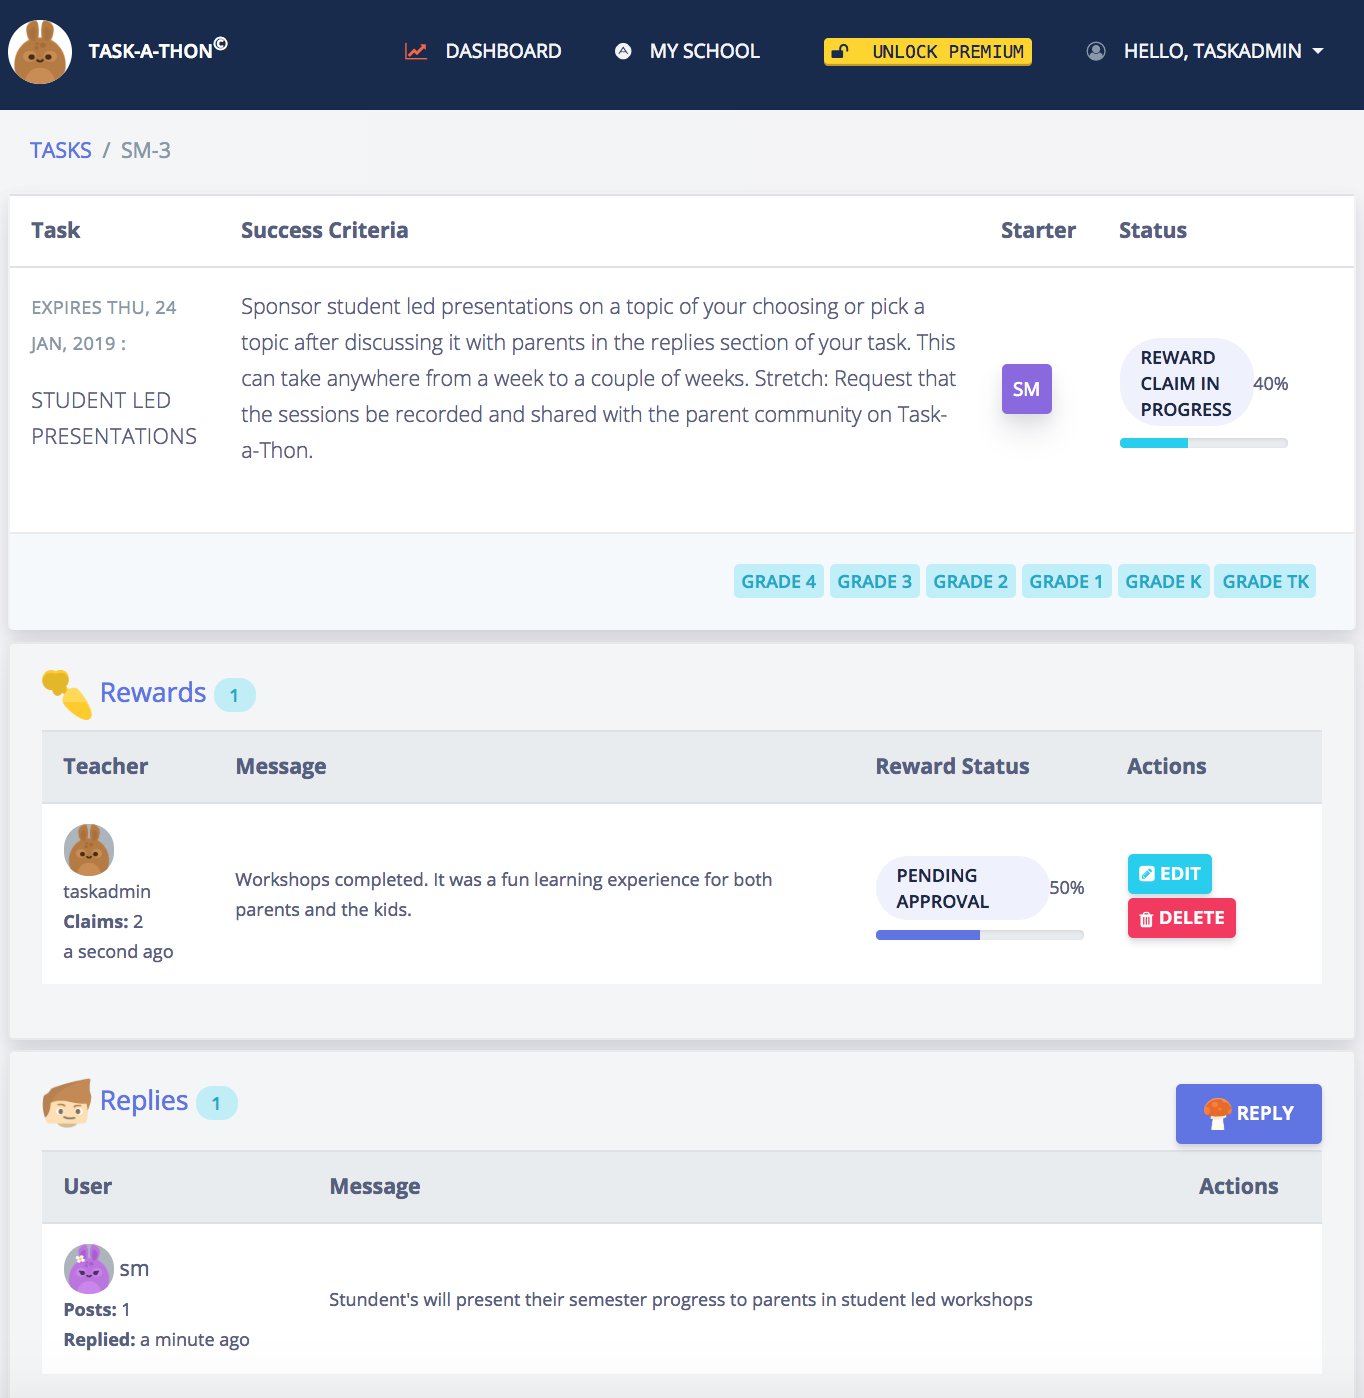 TASK-A-THON©
DASHBOARD
MY SCHOOL
UNLOCK PREMIUM
HELLO, TASKADMIN
TASKS / SM-3
Task
Success Criteria
Starter
Status
EXPIRES THU, 24
JAN, 2019 :
STUDENT LED
PRESENTATIONS
Sponsor student led presentations on a topic of your choosing or pick a
topic after discussing it with parents in the replies section of your task. This
can take anywhere from a week to a couple of weeks. Stretch: Request that
the sessions be recorded and shared with the parent community on Task-
a-Thon.
SM
REWARD
CLAIM IN
PROGRESS
40%
GRADE 4
GRADE 3
GRADE 2
GRADE 1
GRADE K
GRADE TK
Rewards 1
Teacher
Message
Reward Status
Actions
taskadmin
Claims: 2
a second ago
Workshops completed. It was a fun learning experience for both
parents and the kids.
PENDING
APPROVAL
50%
EDIT
DELETE
Replies 1
REPLY
User
Message
Actions
sm
Posts: 1
Replied: a minute ago
Stundent's will present their semester progress to parents in student led workshops